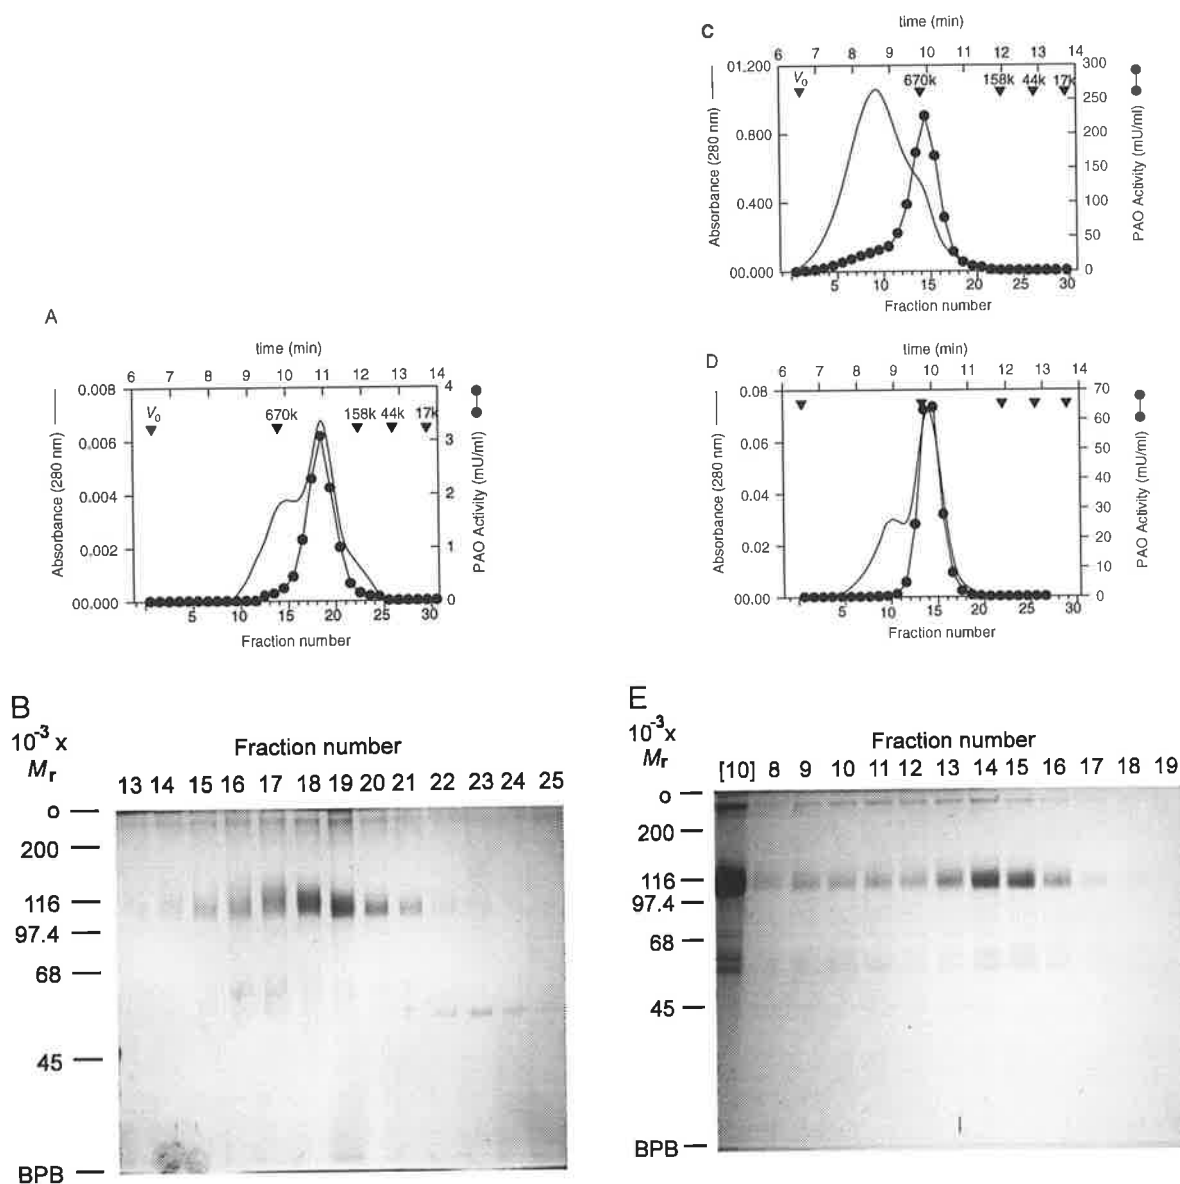 A
time (min)
6 7 8 9 10 11 12 13 14
0.008
0.006
0.004
0.002
00.000
Absorbance (280 nm)
V0 670k 158k 44k 17k
4
3
2
1
0
PAO Activity (mU/ml)
5 10 15 20 25 30
Fraction number
B
10-3 x
Mr
Fraction number
13 14 15 16 17 18 19 20 21 22 23 24 25
o
200
116
97.4
68
45
BPB
C
time (min)
6 7 8 9 10 11 12 13 14
01.200
0.800
0.400
00.000
Absorbance (280 nm)
V0 670k 158k 44k 17k
300
250
200
150
100
50
0
PAO Activity (mU/ml)
5 10 15 20 25 30
Fraction number
D
time (min)
6 7 8 9 10 11 12 13 14
0.08
0.06
0.04
0.02
00.00
Absorbance (280 nm)
70
60
50
40
30
20
10
0
PAO Activity (mU/ml)
5 10 15 20 25 30
Fraction number
E
10-3 x
Mr
Fraction number
[10] 8 9 10 11 12 13 14 15 16 17 18 19
o
200
116
97.4
68
45
BPB